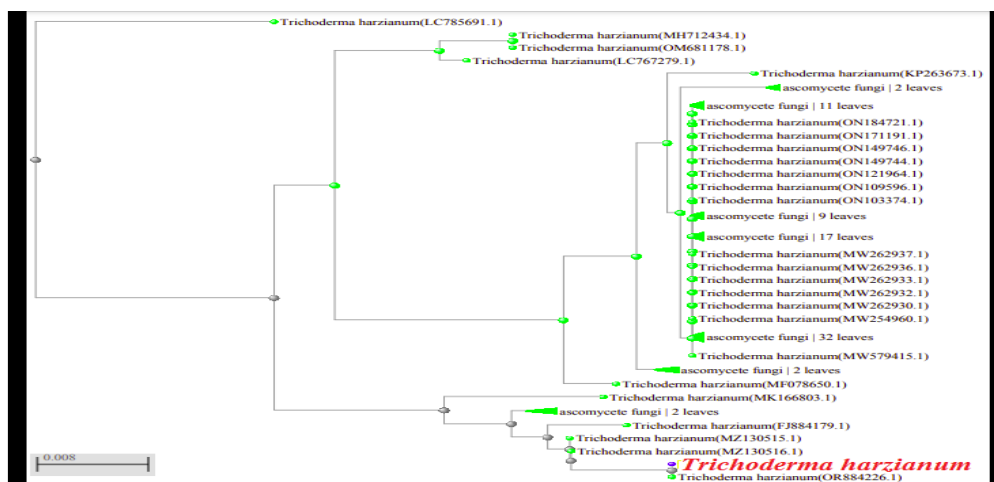 Trichoderma harzianum(LC785691.1)
Trichoderma harzianum(MH712434.1)
Trichoderma harzianum(OM681178.1)
Trichoderma harzianum(LC767279.1)
Trichoderma harzianum(KP263673.1)
ascomycete fungi | 2 leaves
ascomycete fungi | 11 leaves
Trichoderma harzianum(ON184721.1)
Trichoderma harzianum(ON171191.1)
Trichoderma harzianum(ON149746.1)
Trichoderma harzianum(ON149744.1)
Trichoderma harzianum(ON121964.1)
Trichoderma harzianum(ON109596.1)
Trichoderma harzianum(ON103374.1)
ascomycete fungi | 9 leaves
ascomycete fungi | 17 leaves
Trichoderma harzianum(MW262937.1)
Trichoderma harzianum(MW262936.1)
Trichoderma harzianum(MW262933.1)
Trichoderma harzianum(MW262932.1)
Trichoderma harzianum(MW262930.1)
Trichoderma harzianum(MW254960.1)
ascomycete fungi | 32 leaves
Trichoderma harzianum(MW579415.1)
ascomycete fungi | 2 leaves
Trichoderma harzianum(MF078650.1)
Trichoderma harzianum(MK166803.1)
ascomycete fungi | 2 leaves
Trichoderma harzianum(FJ884179.1)
Trichoderma harzianum(MZ130515.1)
Trichoderma harzianum(MZ130516.1)
Trichoderma harzianum
Trichoderma harzianum(OR884226.1)
0.008